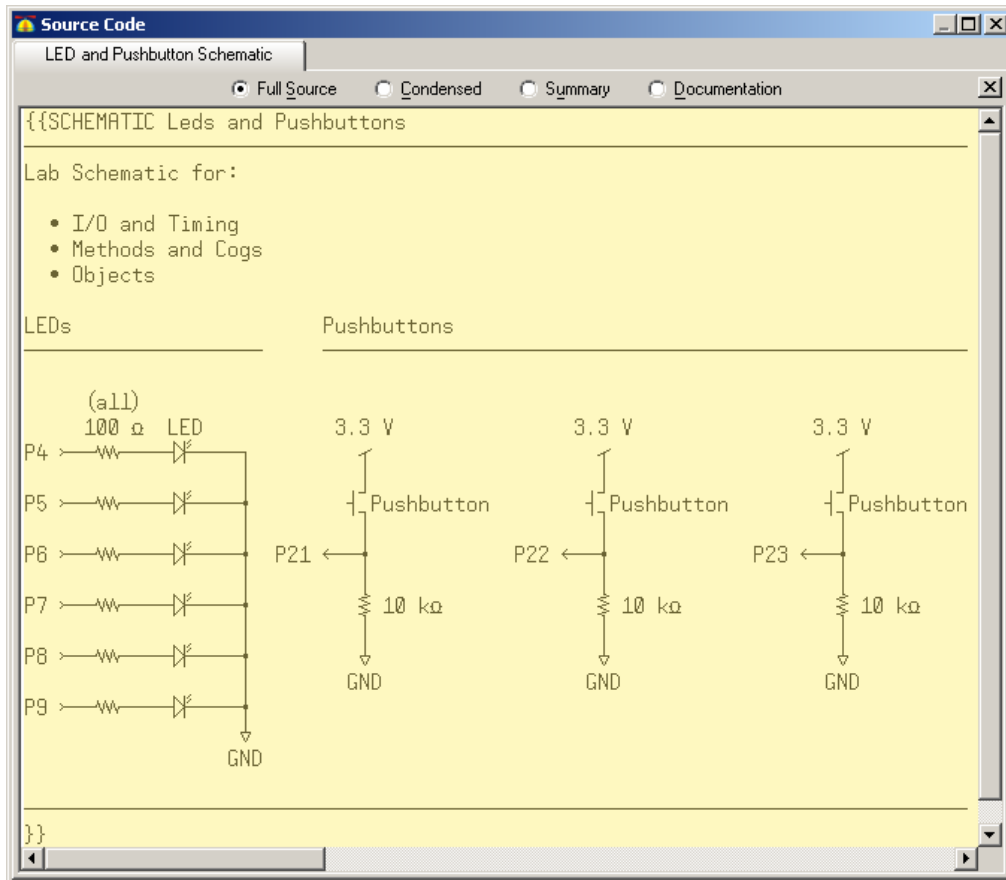 Source Code
LED and Pushbutton Schematic
Full Source Condensed Summary Documentation
{{SCHEMATIC Leds and Pushbuttons
Lab Schematic for:
• I/O and Timing
• Methods and Cogs
• Objects
LEDs Pushbuttons
(all)
100 Ω LED 3.3 V 3.3 V 3.3 V
P4
P5 Pushbutton Pushbutton Pushbutton
P6 P21 P22 P23
P7 10 kΩ 10 kΩ 10 kΩ
P8
GND GND GND
P9
GND
}}